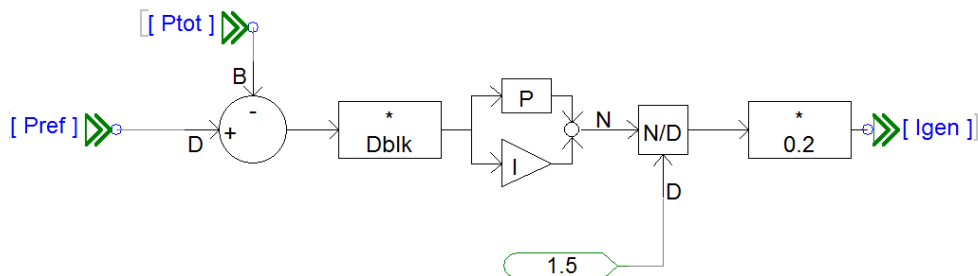 [ Ptot ]
B
-
[ Pref ]
D
+
*
Dblk
P
I
N
N/D
D
1.5
*
0.2
[ Igen ]